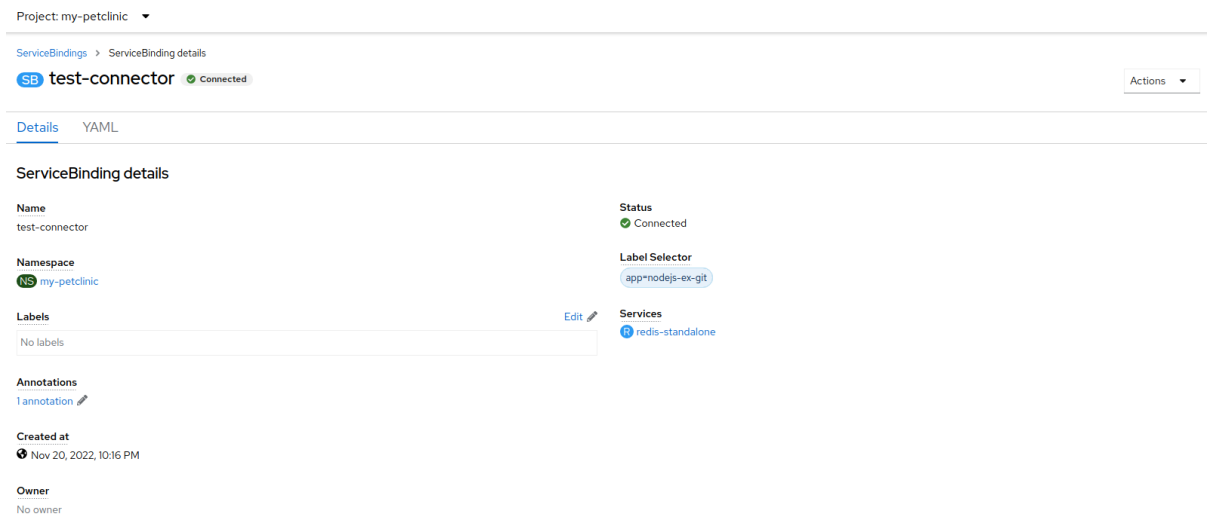 Project: my-petclinic
ServiceBindings > ServiceBinding details
SB test-connector Connected
Actions
Details YAML
ServiceBinding details
Name
test-connector
Namespace
NS my-petclinic
Labels
Edit
No labels
Annotations
1 annotation
Created at
Nov 20, 2022, 10:16 PM
Owner
No owner
Status
Connected
Label Selector
app=nodejs-ex-git
Services
R redis-standalone